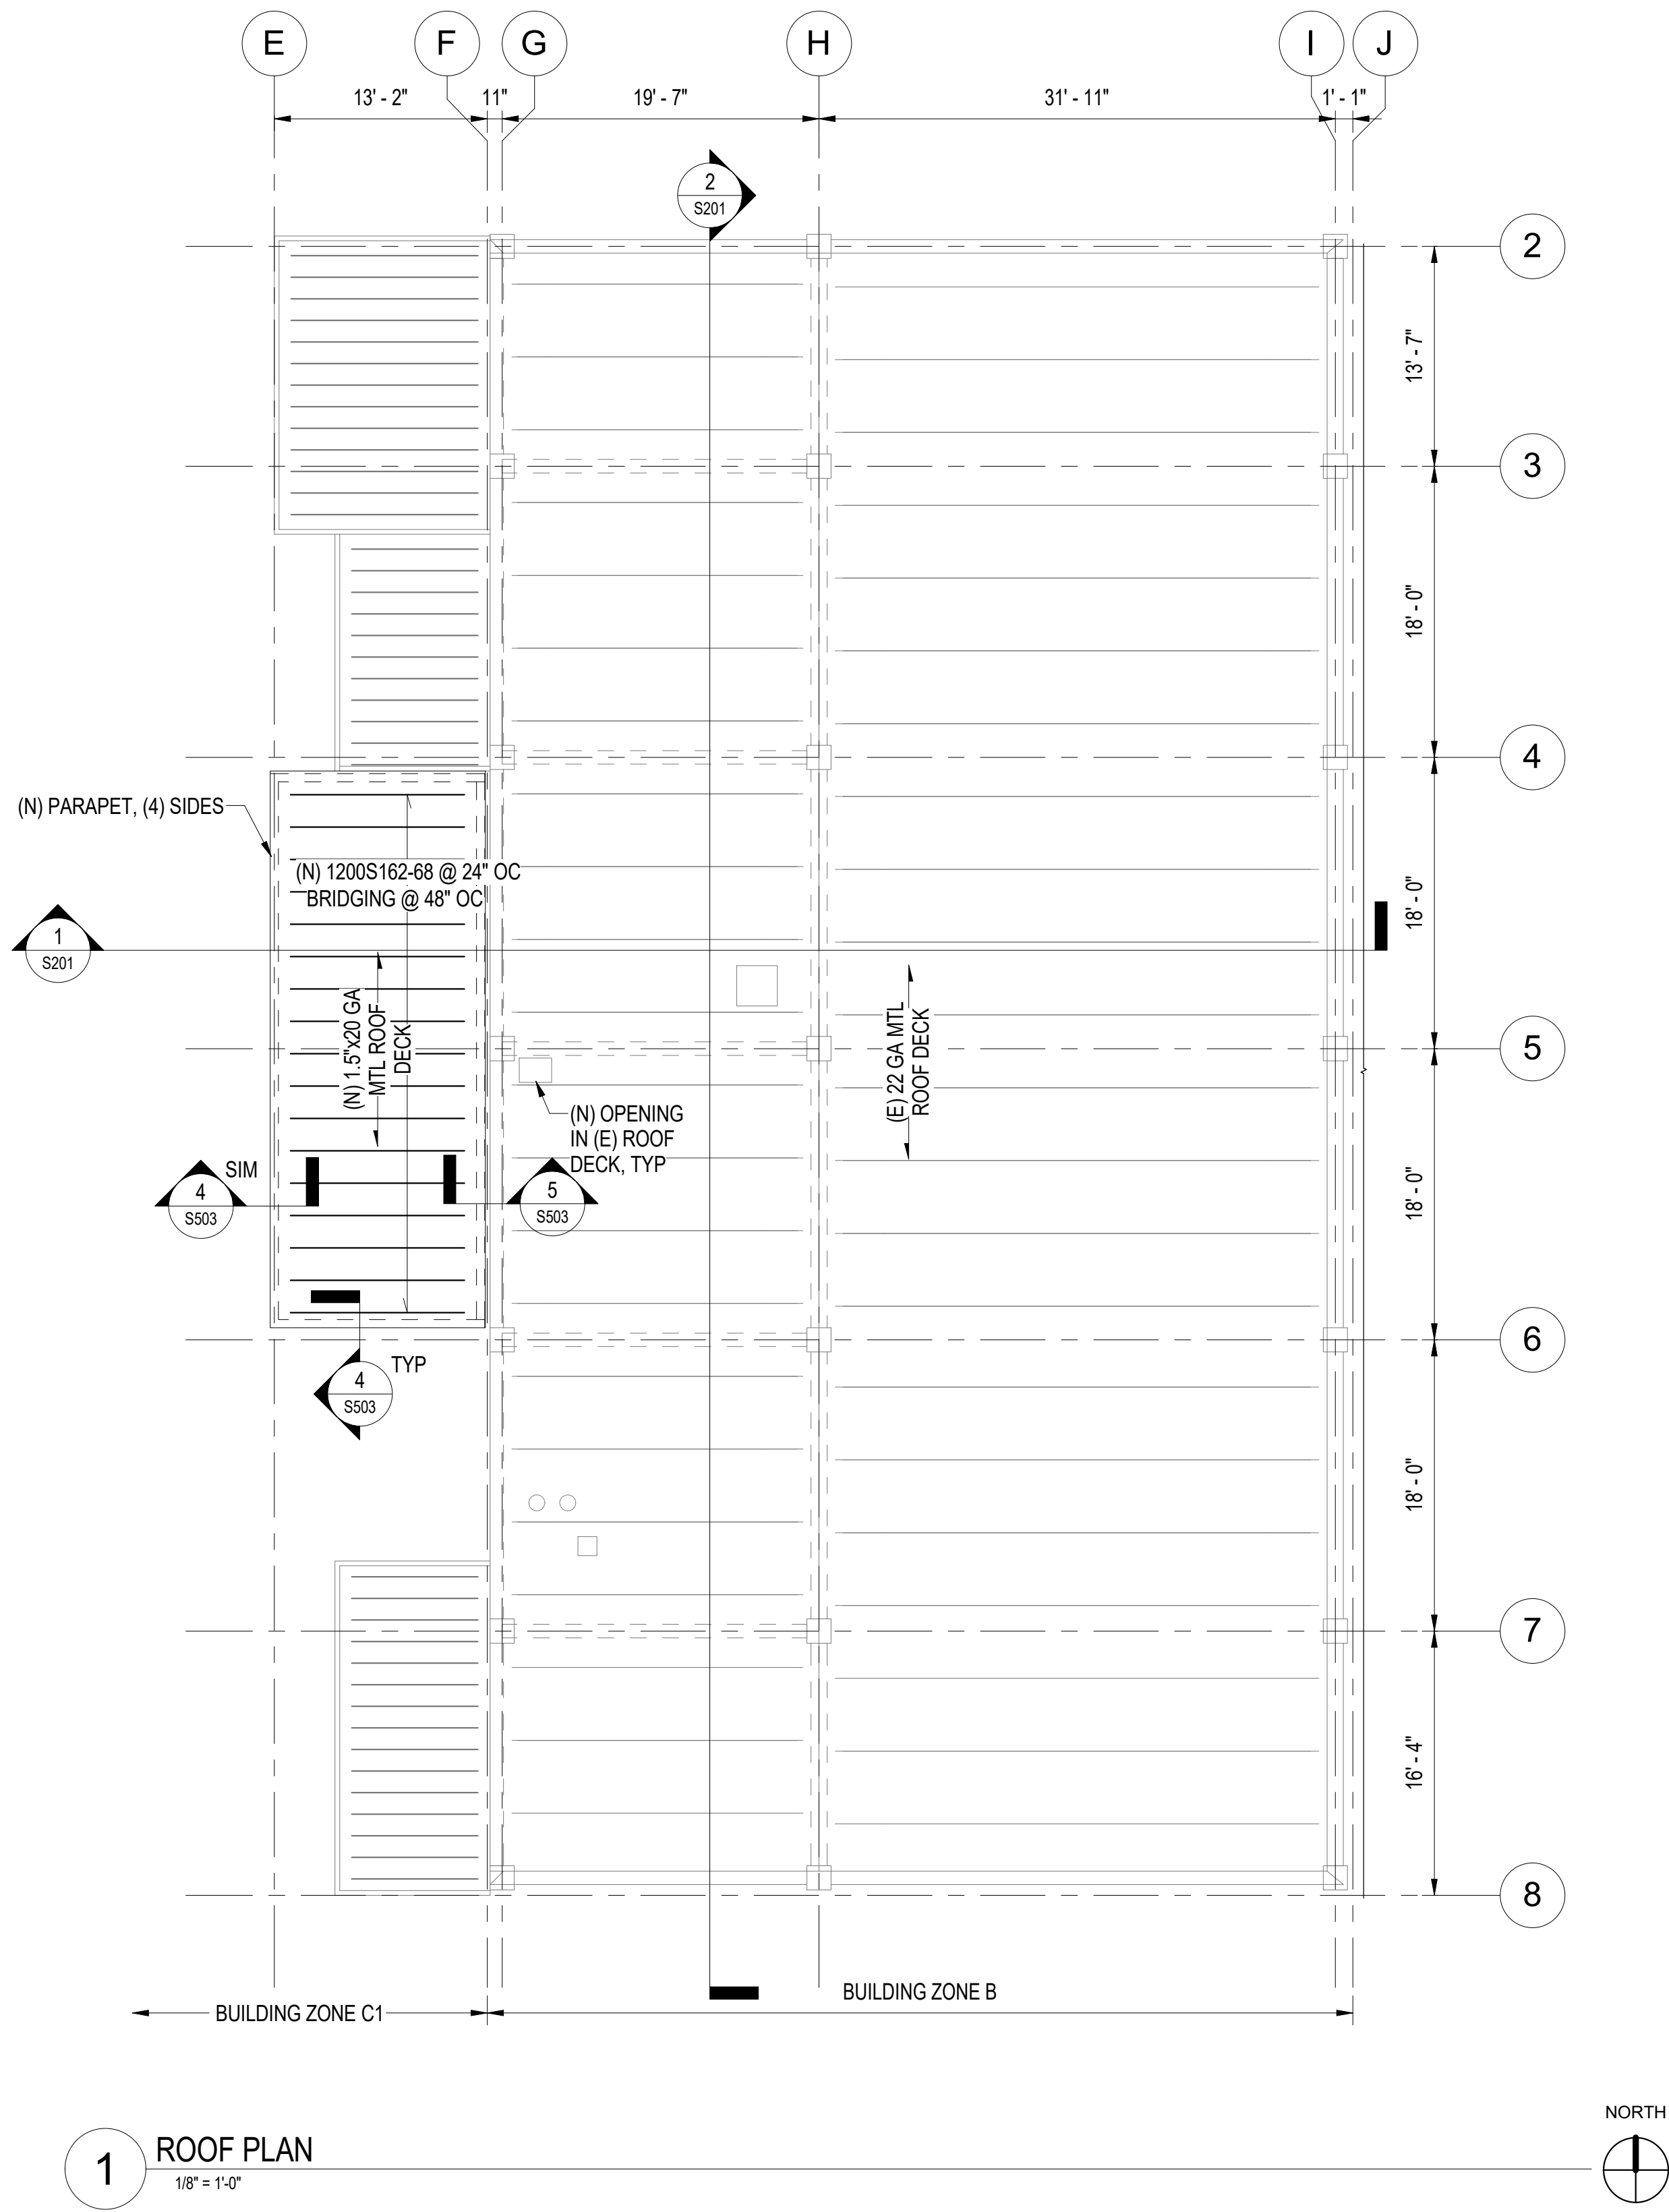 E
F
G
H
I
J
13' - 2"
11"
19' - 7"
31' - 11"
1' - 1"
2
S201
2
13' - 7"
3
18' - 0"
4
(N) PARAPET, (4) SIDES
(N) 1200S162-68 @ 24" OC
BRIDGING @ 48" OC
18' - 0"
1
S201
(N) 1.5"x20 GA
MTL ROOF
DECK
(E) 22 GA MTL
ROOF DECK
5
(N) OPENING
IN (E) ROOF
DECK, TYP
SIM
4
S503
5
S503
18' - 0"
6
TYP
4
S503
18' - 0"
7
16' - 4"
8
BUILDING ZONE B
BUILDING ZONE C1
NORTH
1
ROOF PLAN
1/8" = 1'-0"